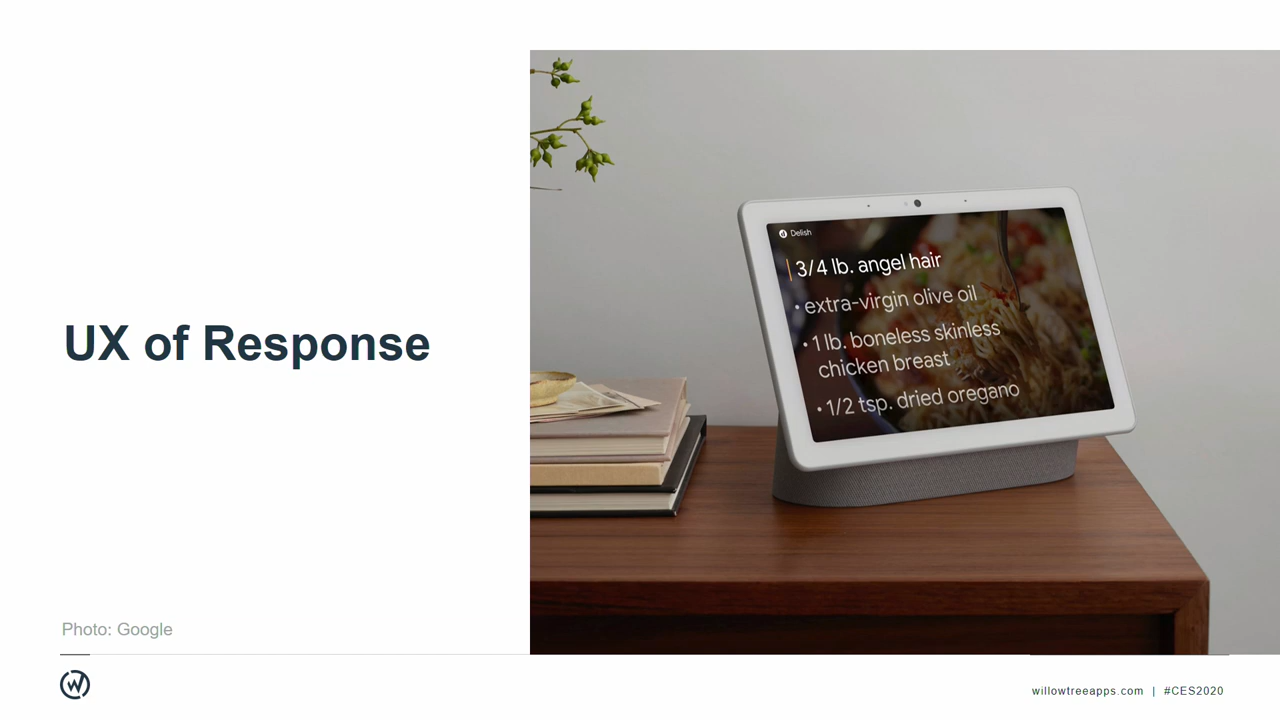 UX of Response
Delish
3/4 lb. angel hair
• extra-virgin olive oil
• 1 lb. boneless skinless
chicken breast
• 1/2 tsp. dried oregano
Photo: Google
willowtreeapps.com | #CES2020